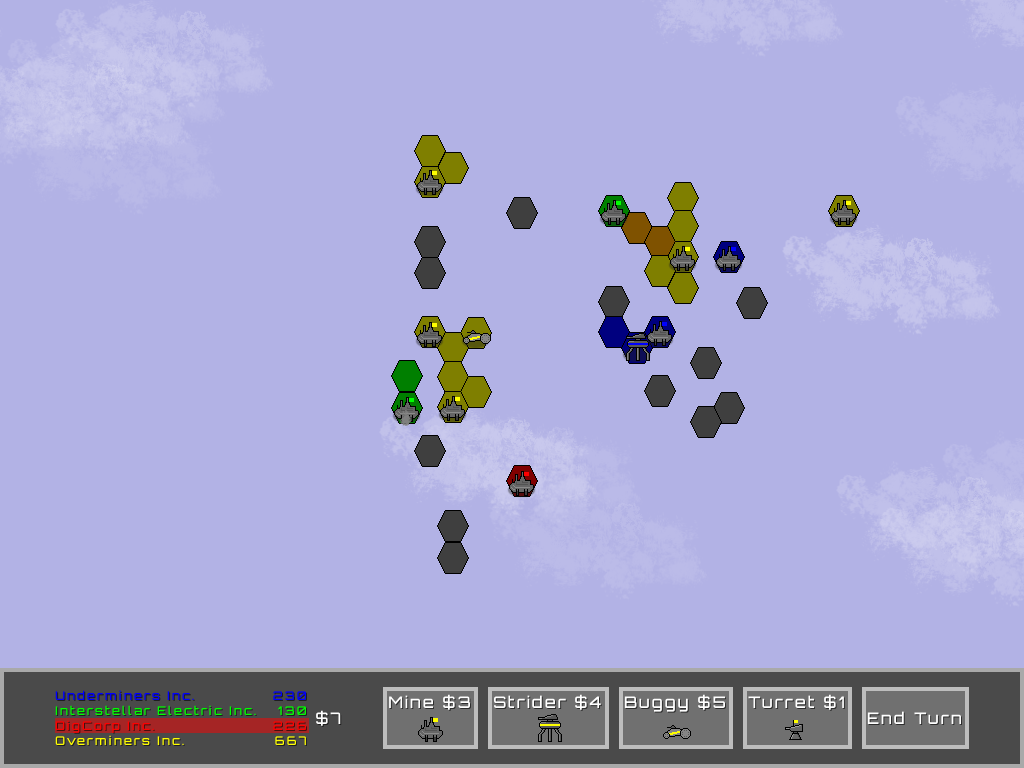 Underminers Inc. 230
Interstellar Electric Inc. 130
DigCorp Inc. 226
Overminers Inc. 667
$7
Mine $3
Strider $4
Buggy $5
Turret $1
End Turn